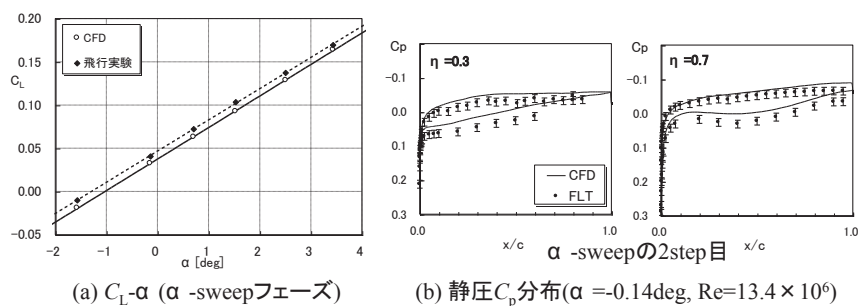 0.20
0.15
C_L
0.10
0.05
0.00
-0.05
-2
-1
0
1
2
3
4
α [deg]
CFD
飛行実験
(a) C_L-α (α -sweepフェーズ)
Cp
η =0.3
-0.1
0.0
0.1
0.2
0.3
CFD
FLT
0.0
x/c
1.0
Cp
η =0.7
-0.1
0.0
0.1
0.2
0.3
0.0
x/c
1.0
α -sweepの2step目
(b) 静圧C_p分布(α =-0.14deg, Re=13.4×10⁶)